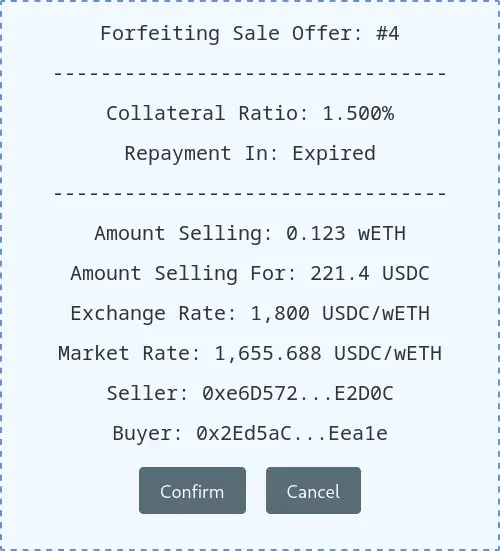 Forfeiting Sale Offer: #4
---------------------------------
Collateral Ratio: 1.500%
Repayment In: Expired
---------------------------------
Amount Selling: 0.123 wETH
Amount Selling For: 221.4 USDC
Exchange Rate: 1,800 USDC/wETH
Market Rate: 1,655.688 USDC/wETH
Seller: 0xe6D572...E2D0C
Buyer: 0x2Ed5aC...Eea1e
Confirm Cancel